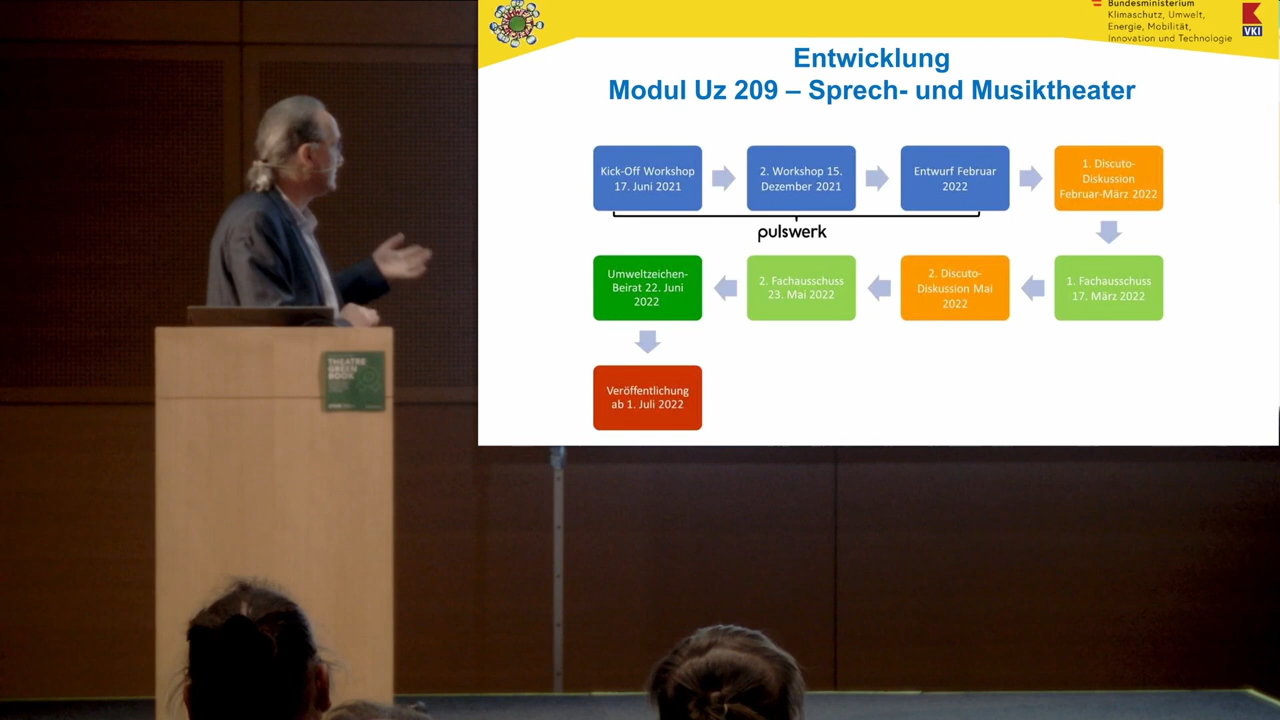 Bundesministerium
Klimaschutz, Umwelt,
Energie, Mobilität,
Innovation und Technologie
VKI
Entwicklung
Modul Uz 209 – Sprech- und Musiktheater
Kick-Off Workshop
17. Juni 2021
2. Workshop 15.
Dezember 2021
Entwurf Februar
2022
1. Discuto-
Diskussion
Februar-März 2022
pulswerk
Umweltzeichen-
Beirat 22. Juni
2022
2. Fachausschuss
23. Mai 2022
2. Discuto-
Diskussion Mai
2022
1. Fachausschuss
17. März 2022
Veröffentlichung
ab 1. Juli 2022
THEATRE
GREEN
BOOK